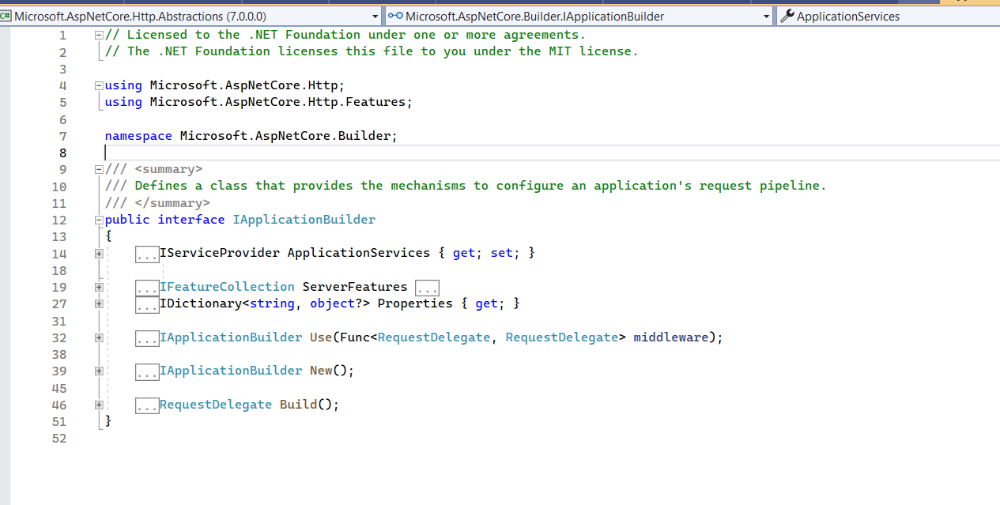 C# Microsoft.AspNetCore.Http.Abstractions (7.0.0.0) Microsoft.AspNetCore.Builder.IApplicationBuilder ApplicationServices
1 // Licensed to the .NET Foundation under one or more agreements.
2 // The .NET Foundation licenses this file to you under the MIT license.
3
4 using Microsoft.AspNetCore.Http;
5 using Microsoft.AspNetCore.Http.Features;
6
7 namespace Microsoft.AspNetCore.Builder;
8
9 /// <summary>
10 /// Defines a class that provides the mechanisms to configure an application's request pipeline.
11 /// </summary>
12 public interface IApplicationBuilder
13 {
14 ...IServiceProvider ApplicationServices { get; set; }
18
19 ...IFeatureCollection ServerFeatures ...
27 ...IDictionary<string, object?> Properties { get; }
31
32 ...IApplicationBuilder Use(Func<RequestDelegate, RequestDelegate> middleware);
38
39 ...IApplicationBuilder New();
45
46 ...RequestDelegate Build();
51 }
52